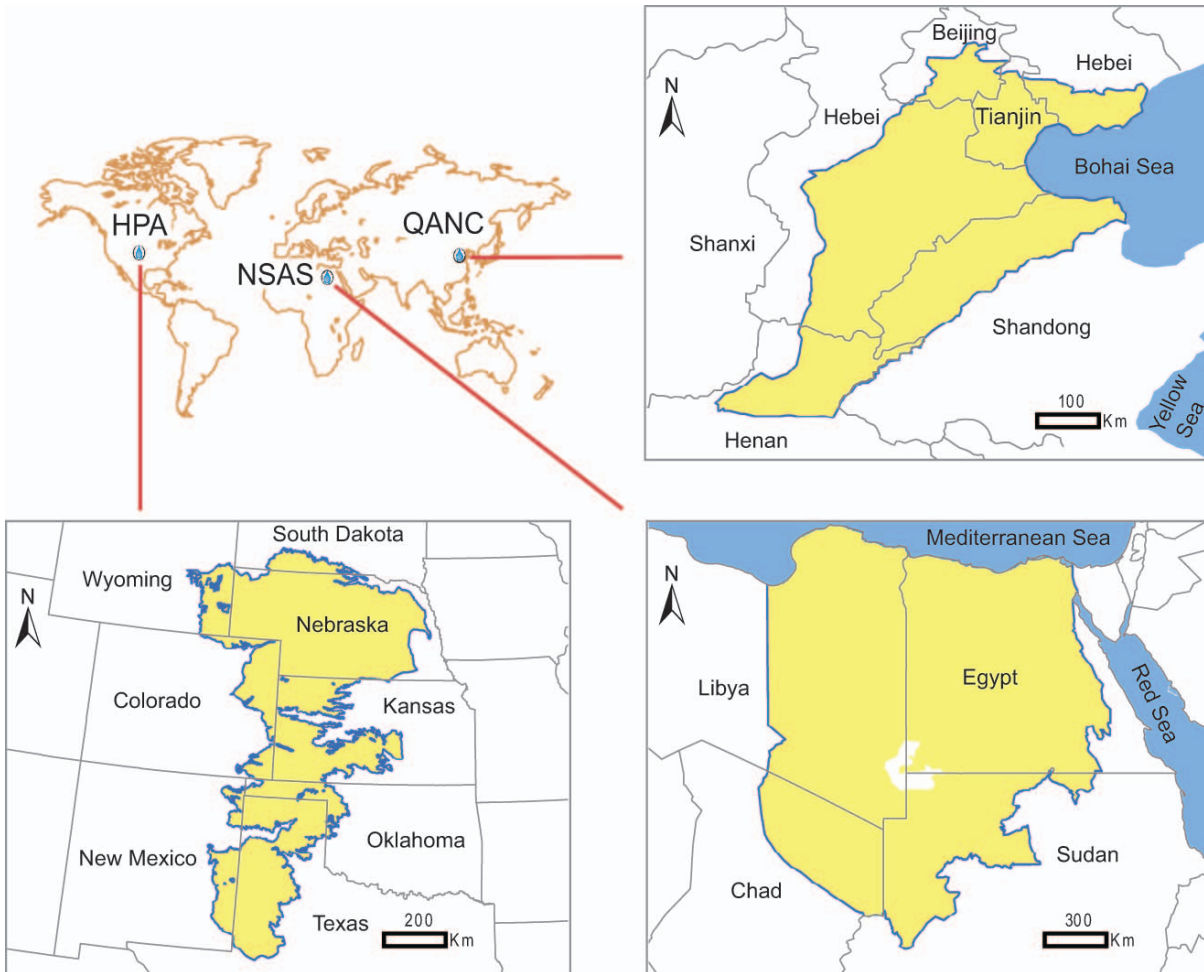 HPA
NSAS
QANC
N
Beijing
Hebei
Hebei
Tianjin
Bohai Sea
Shanxi
Shandong
100
Km
Henan
Yellow
Sea
N
South Dakota
Wyoming
Nebraska
Colorado
Kansas
New Mexico
Oklahoma
Texas
200
Km
N
Mediterranean Sea
Libya
Egypt
Red Sea
Chad
Sudan
300
Km